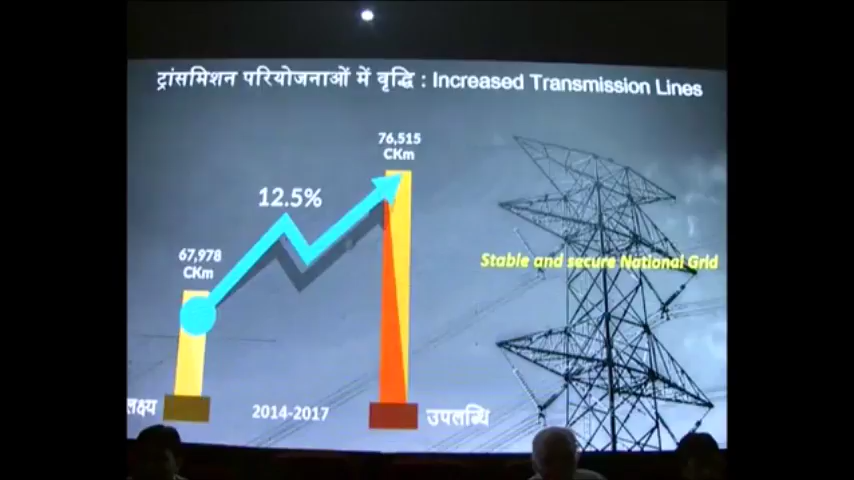 ट्रांसमिशन परियोजनाओं में वृद्धि : Increased Transmission Lines
76,515
CKm
12.5%
67,978
CKm
Stable and secure National Grid
लक्ष्य
2014-2017
उपलब्धि